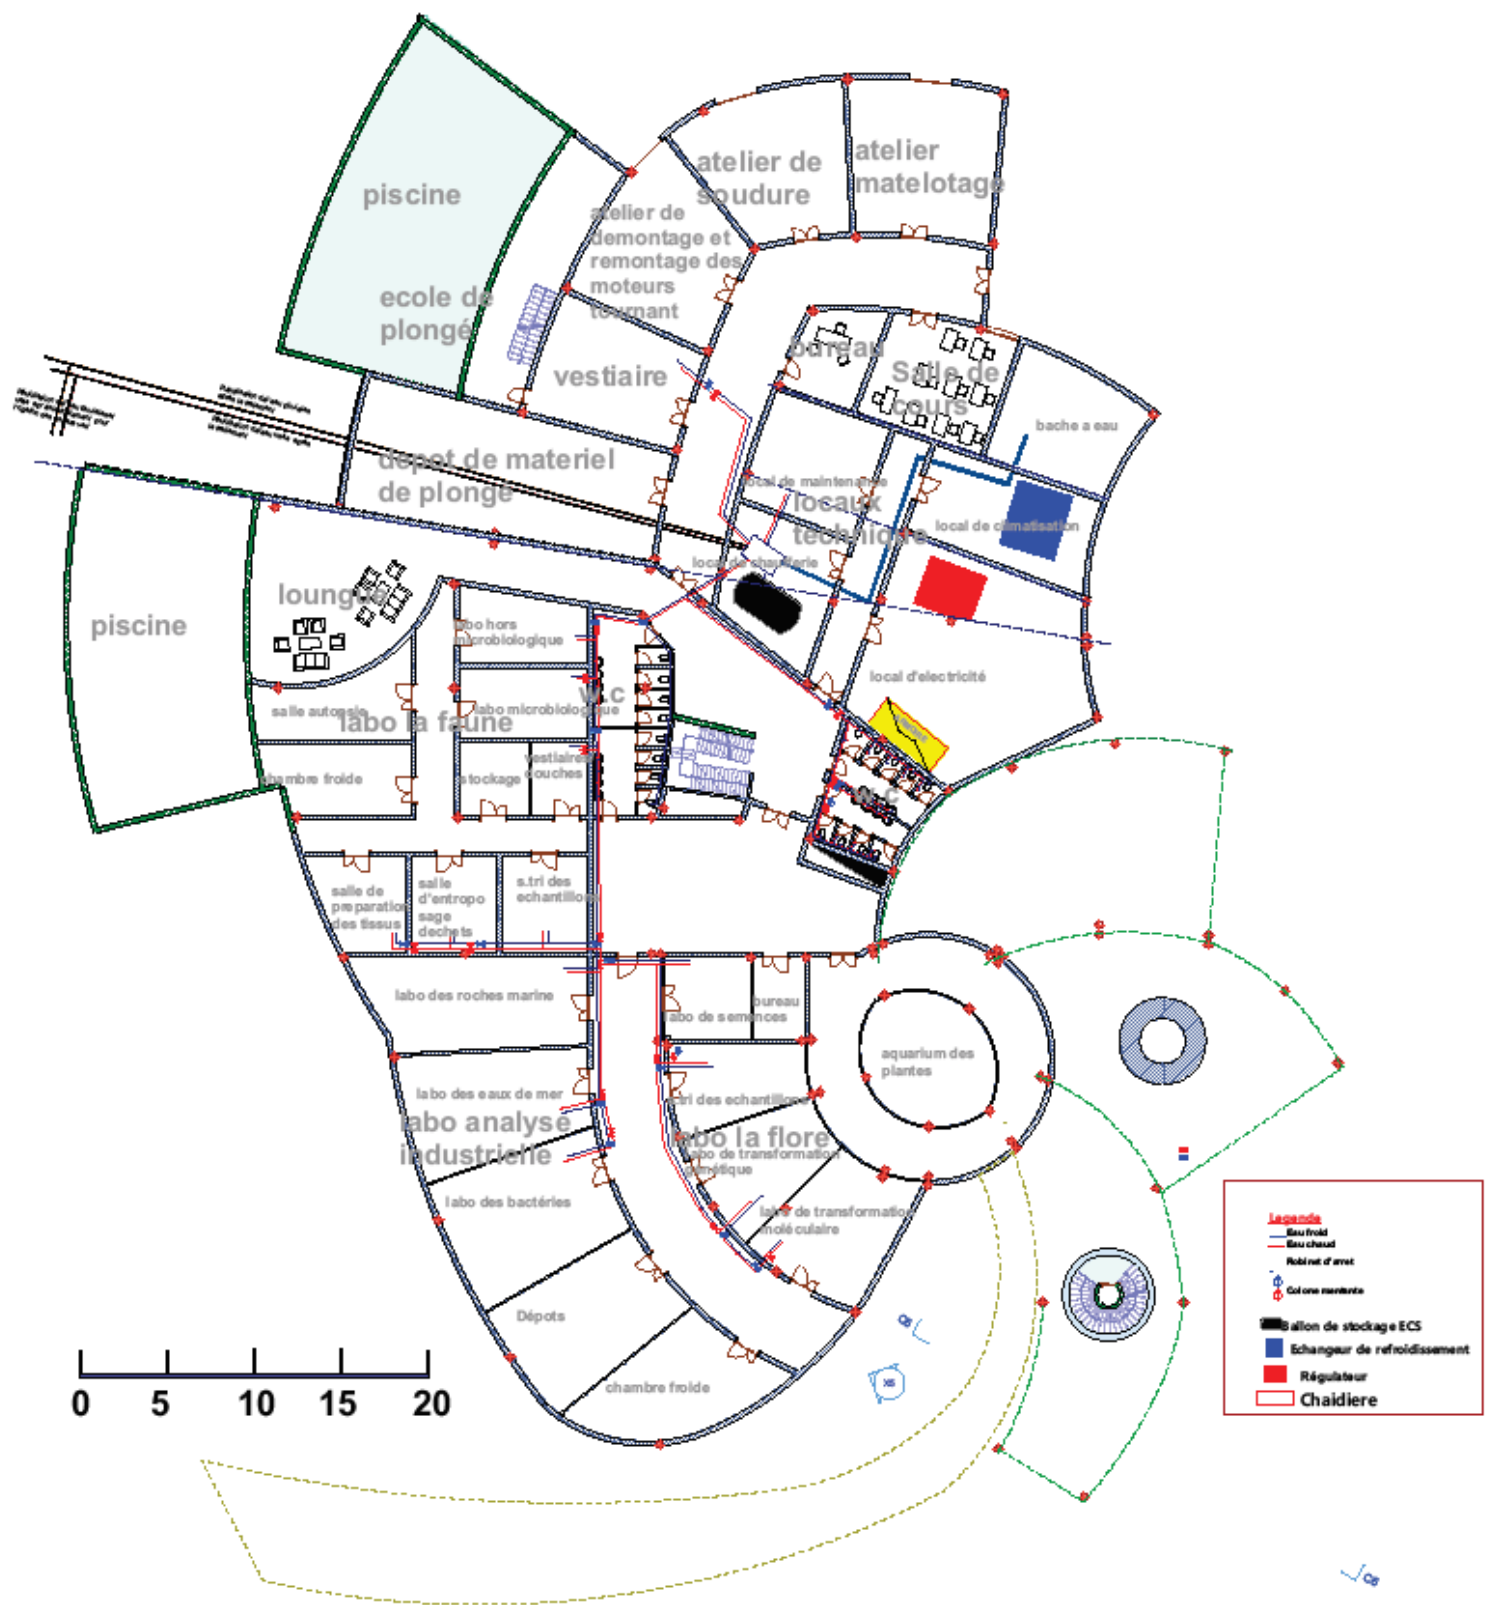 piscine
ecole de
plongé
atelier de
soudure
atelier
matelotage
atelier de
demontage et
remontage des
moteurs
tournant
vestiaire
bureau
Salle de
cours
bache a eau
depot de materiel
de plongé
local de maintenance
locaux
technique
local de climatisation
local de chaufferie
local d'electricité
piscine
loungue
labo hors
microbiologique
salle autopsie
labo la faune
labo microbiologique
w.c
chambre froide
stockage
vestiaires
douches
w.c
salle de
preparation
des tissus
salle
d'entropo
sage
dechets
s.tri des
echantillons
labo des roches marine
bureau
labo de semences
aquarium des
plantes
labo des eaux de mer
labo analyse
industrielle
s.tri des echantillons
labo la flore
labo de transformation
génétique
labo des bactéries
labo de transformation
moléculaire
Dépots
chambre froide
0 5 10 15 20
Legende
Eau froid
Eau chaud
Robinet d'arret
Colone montante
Ballon de stockage ECS
Echangeur de refroidissement
Régulateur
Chaidiere